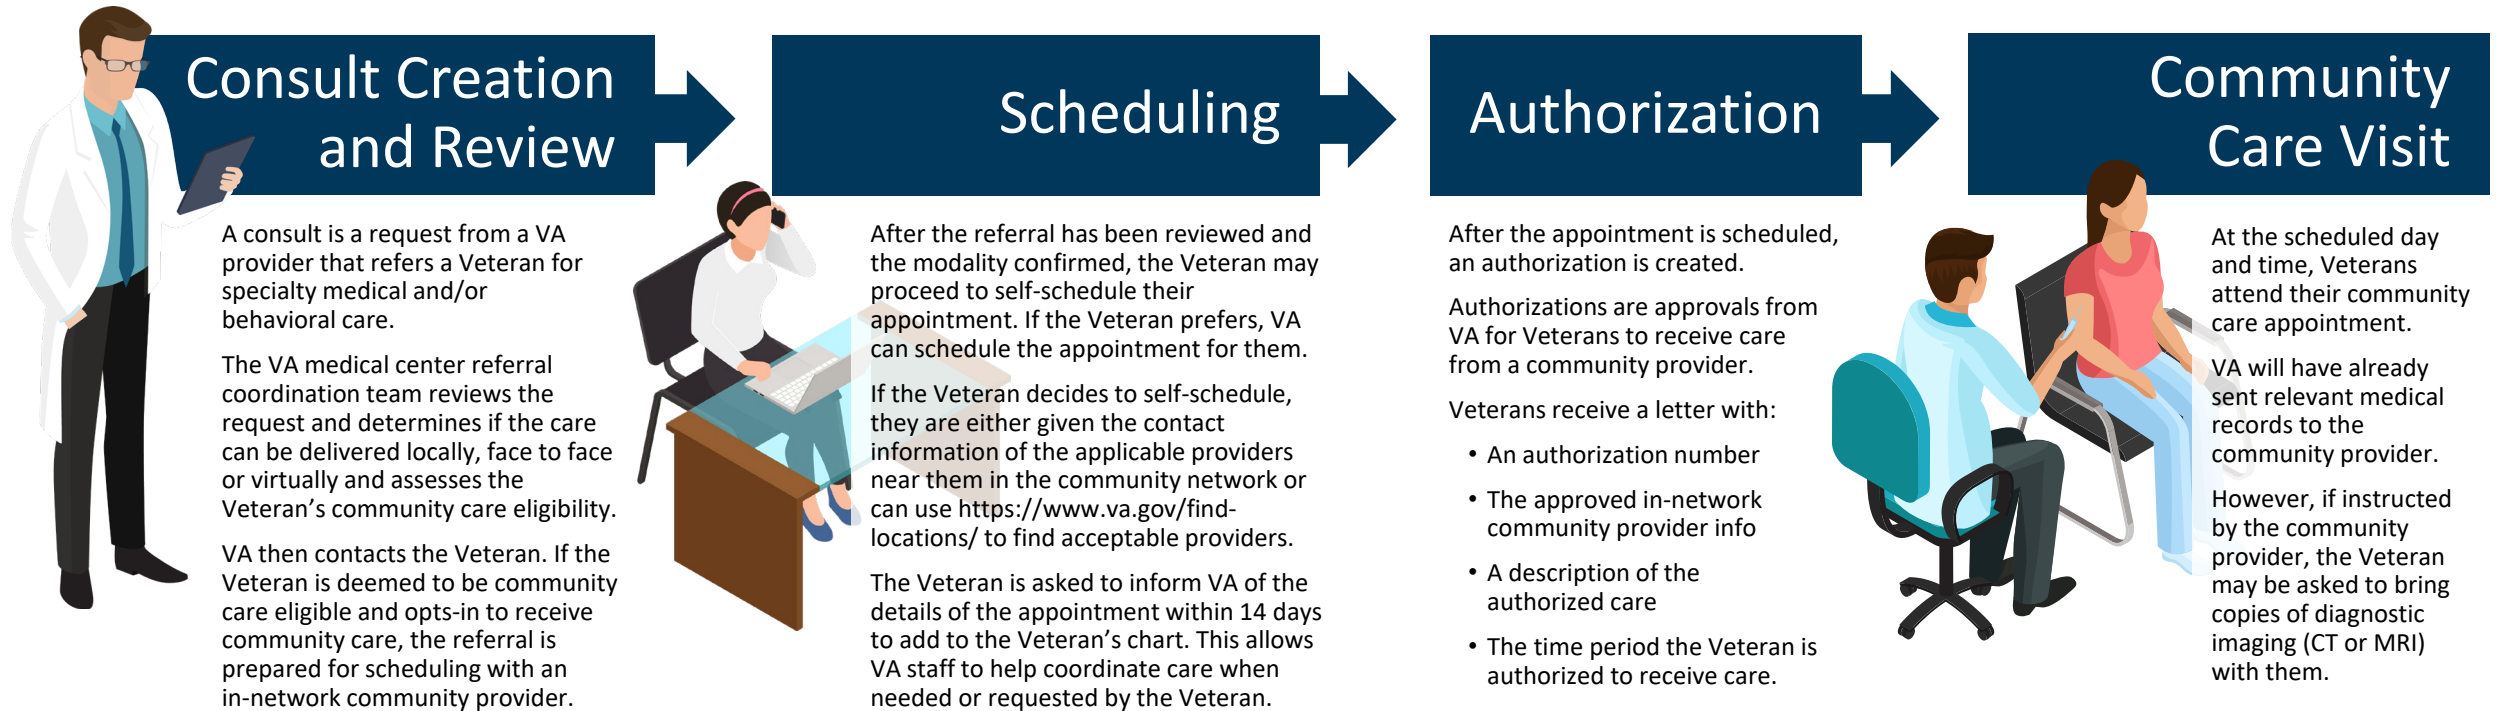 Consult Creation
and Review
A consult is a request from a VA
provider that refers a Veteran for
specialty medical and/or
behavioral care.
The VA medical center referral
coordination team reviews the
request and determines if the care
can be delivered locally, face to face
or virtually and assesses the
Veteran’s community care eligibility.
VA then contacts the Veteran. If the
Veteran is deemed to be community
care eligible and opts-in to receive
community care, the referral is
prepared for scheduling with an
in-network community provider.
Scheduling
After the referral has been reviewed and
the modality confirmed, the Veteran may
proceed to self-schedule their
appointment. If the Veteran prefers, VA
can schedule the appointment for them.
If the Veteran decides to self-schedule,
they are either given the contact
information of the applicable providers
near them in the community network or
can use https://www.va.gov/find-
locations/ to find acceptable providers.
The Veteran is asked to inform VA of the
details of the appointment within 14 days
to add to the Veteran’s chart. This allows
VA staff to help coordinate care when
needed or requested by the Veteran.
Authorization
After the appointment is scheduled,
an authorization is created.
Authorizations are approvals from
VA for Veterans to receive care
from a community provider.
Veterans receive a letter with:
• An authorization number
• The approved in-network
community provider info
• A description of the
authorized care
• The time period the Veteran is
authorized to receive care.
Community
Care Visit
At the scheduled day
and time, Veterans
attend their community
care appointment.
VA will have already
sent relevant medical
records to the
community provider.
However, if instructed
by the community
provider, the Veteran
may be asked to bring
copies of diagnostic
imaging (CT or MRI)
with them.